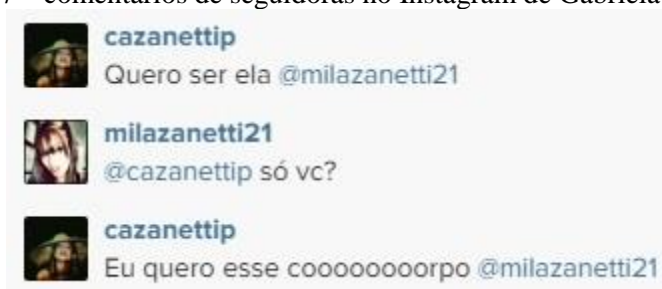 comentários de seguidoras no Instagram de Gabriela
cazanettip
Quero ser ela @milazanetti21
milazanetti21
@cazanettip só vc?
cazanettip
Eu quero esse cooooooooorpo @milazanetti21